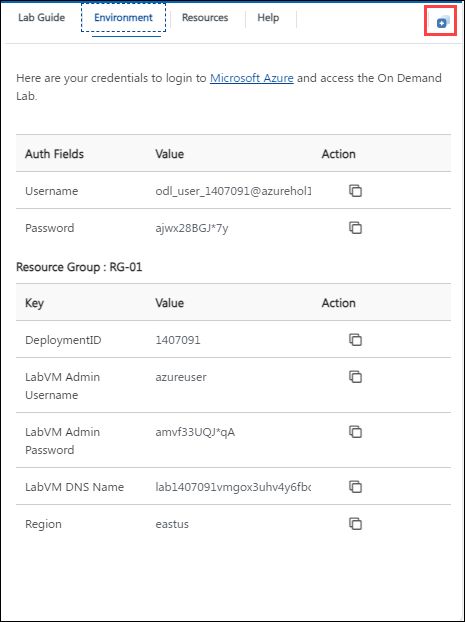 Lab Guide Environment Resources Help
Here are your credentials to login to Microsoft Azure and access the On Demand
Lab.
Auth Fields Value Action
Username odl_user_1407091@azurehol1
Password ajwx28BGJ*7y
Resource Group : RG-01
Key Value Action
DeploymentID 1407091
LabVM Admin azureuser
Username
LabVM Admin amvf33UQJ*qA
Password
LabVM DNS Name lab1407091vmgox3uhv4y6fbc
Region eastus